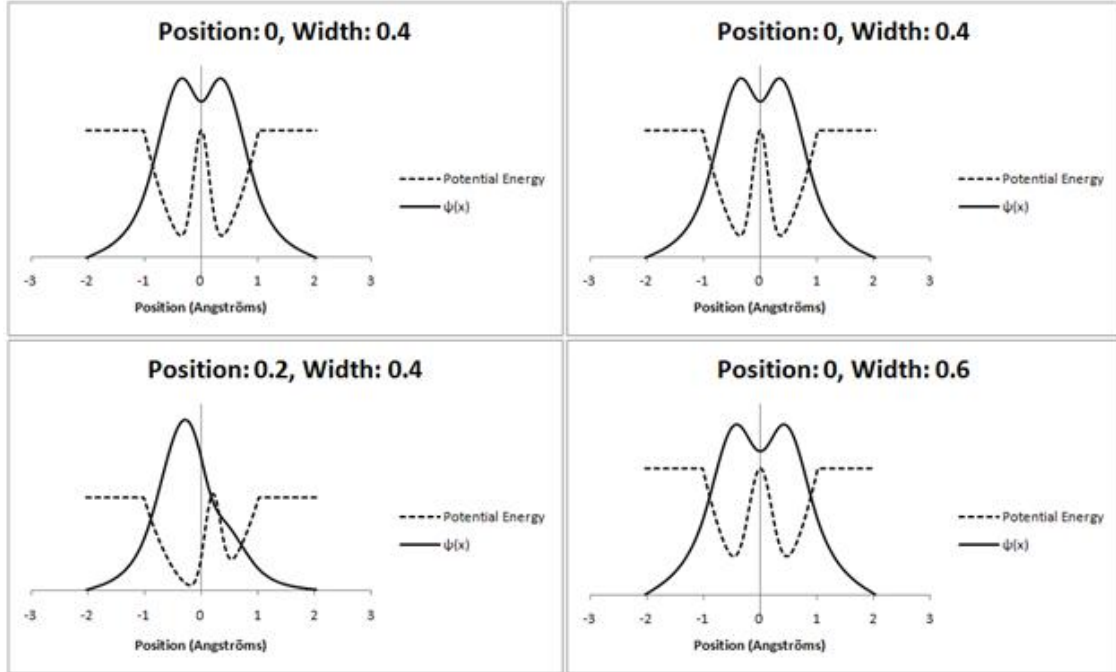 Position: 0, Width: 0.4
Potential Energy
ψ(x)
-3 -2 -1 0 1 2 3
Position (Angströms)
Position: 0, Width: 0.4
Potential Energy
ψ(x)
-3 -2 -1 0 1 2 3
Position (Angströms)
Position: 0.2, Width: 0.4
Potential Energy
ψ(x)
-3 -2 -1 0 1 2 3
Position (Angströms)
Position: 0, Width: 0.6
Potential Energy
ψ(x)
-3 -2 -1 0 1 2 3
Position (Angströms)